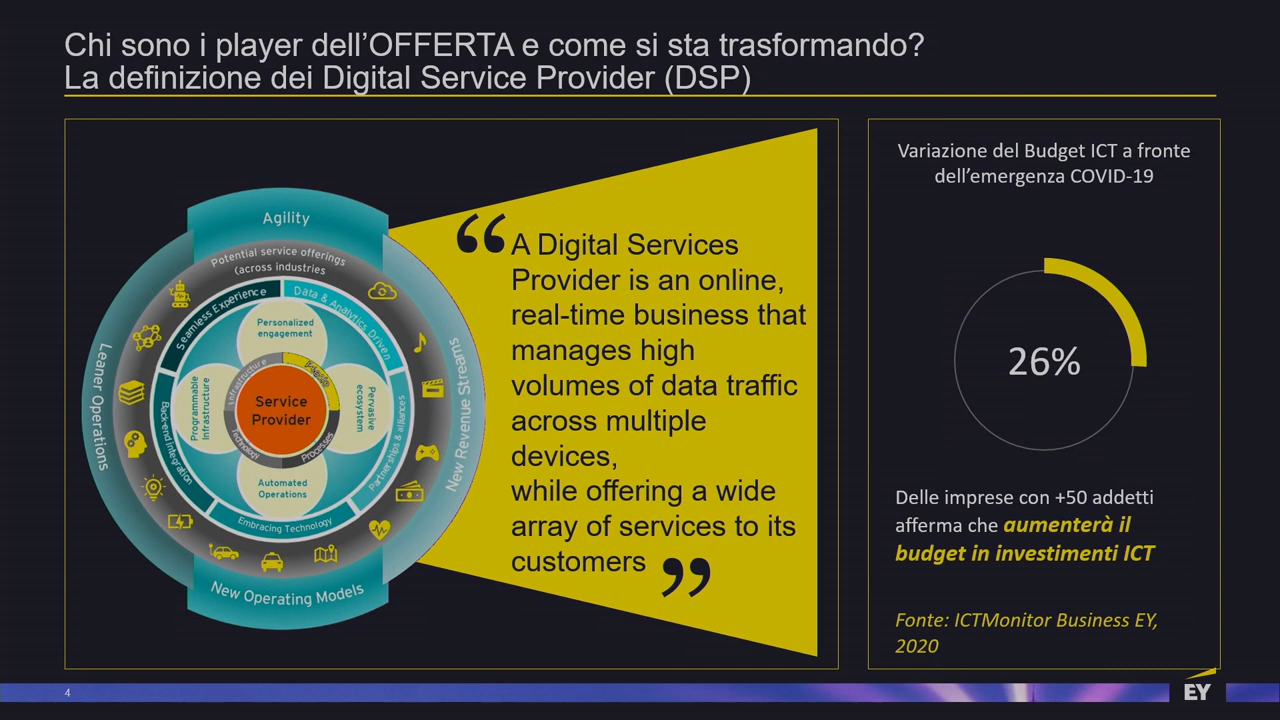 Chi sono i player dell’OFFERTA e come si sta trasformando?
La definizione dei Digital Service Provider (DSP)
Agility
Potential service offerings
(across industries
Seamless Experience
Data & Analytics Driven
Personalized
engagement
Infrastructure
People
Leaner Operations
Programmable
Infrastructure
Service
Provider
Pervasive
ecosystem
New Revenue Streams
Back-end Integration
Technology
Processes
Partnerships & alliances
Automated
Operations
Embracing Technology
New Operating Models
“ A Digital Services
Provider is an online,
real-time business that
manages high
volumes of data traffic
across multiple
devices,
while offering a wide
array of services to its
customers ”
Variazione del Budget ICT a fronte
dell’emergenza COVID-19
26%
Delle imprese con +50 addetti
afferma che aumenterà il
budget in investimenti ICT
Fonte: ICTMonitor Business EY,
2020
4
EY